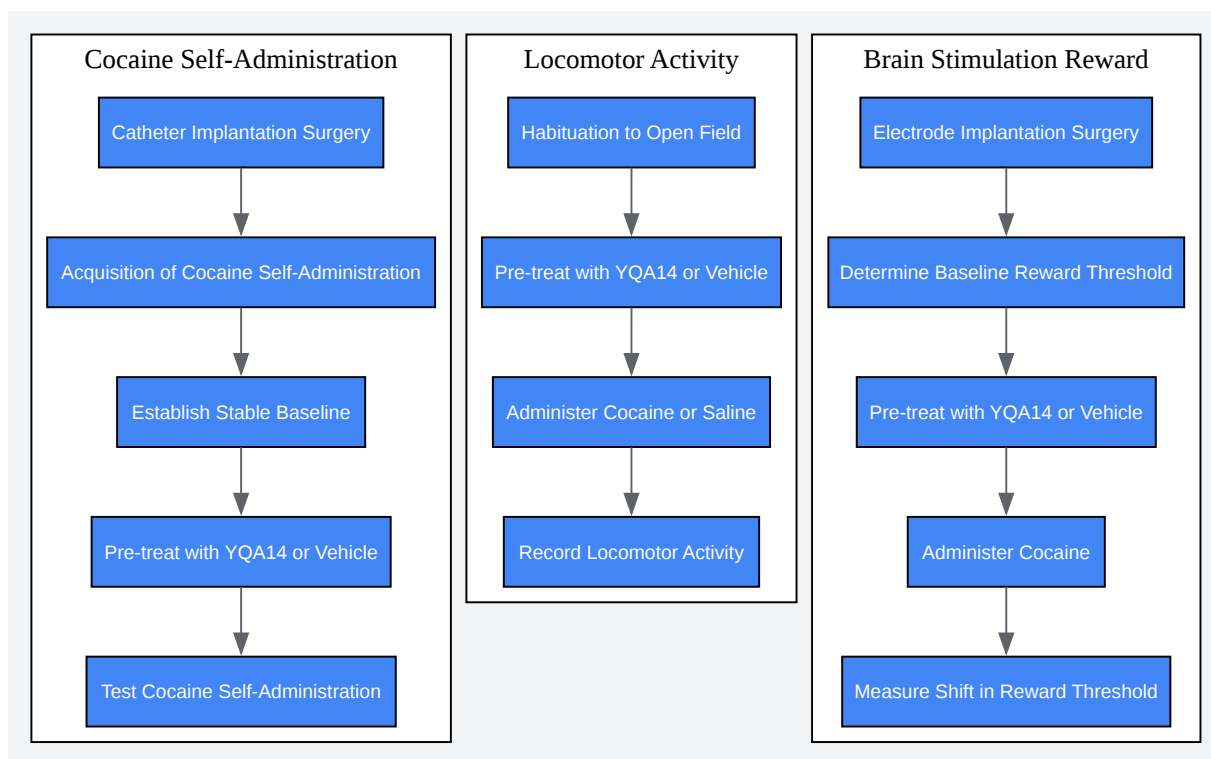 Cocaine Self-Administration
Catheter Implantation Surgery
Acquisition of Cocaine Self-Administration
Establish Stable Baseline
Pre-treat with YQA14 or Vehicle
Test Cocaine Self-Administration
Locomotor Activity
Habituation to Open Field
Pre-treat with YQA14 or Vehicle
Administer Cocaine or Saline
Record Locomotor Activity
Brain Stimulation Reward
Electrode Implantation Surgery
Determine Baseline Reward Threshold
Pre-treat with YQA14 or Vehicle
Administer Cocaine
Measure Shift in Reward Threshold